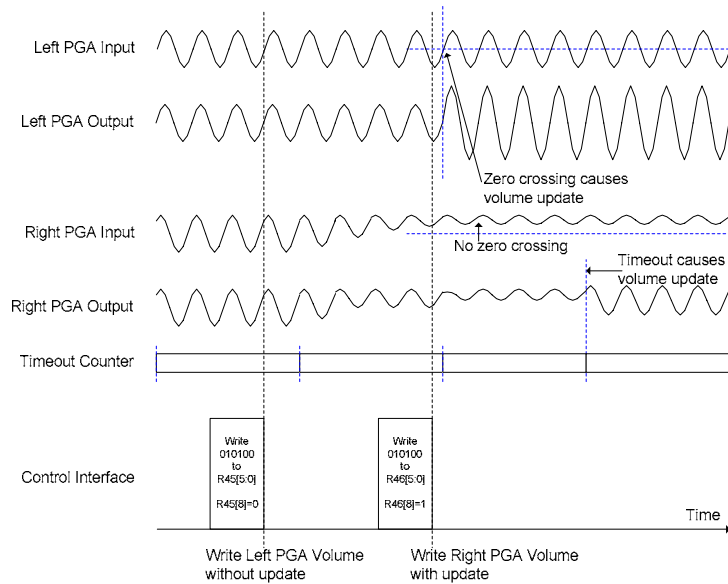 Left PGA Input
Left PGA Output
Zero crossing causes
volume update
Right PGA Input
No zero crossing
Timeout causes
volume update
Right PGA Output
Timeout Counter
Control Interface
Write
010100
to
R45[5:0]
R45[8]=0
Write
010100
to
R46[5:0]
R46[8]=1
Time
Write Left PGA Volume
without update
Write Right PGA Volume
with update